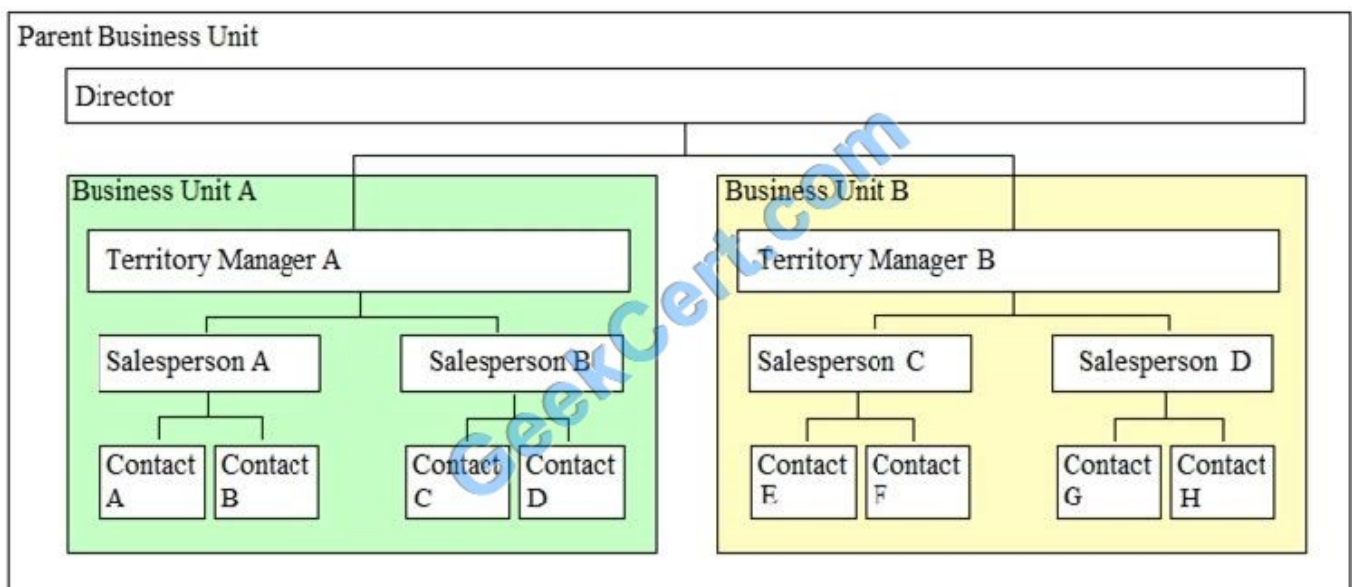 Parent Business Unit
Director
Business Unit A
Business Unit B
Territory Manager A
Territory Manager B
Salesperson A
Salesperson B
Salesperson C
Salesperson D
Contact
A
Contact
B
Contact
C
Contact
D
Contact
E
Contact
F
Contact
G
Contact
H
GeekCert.com